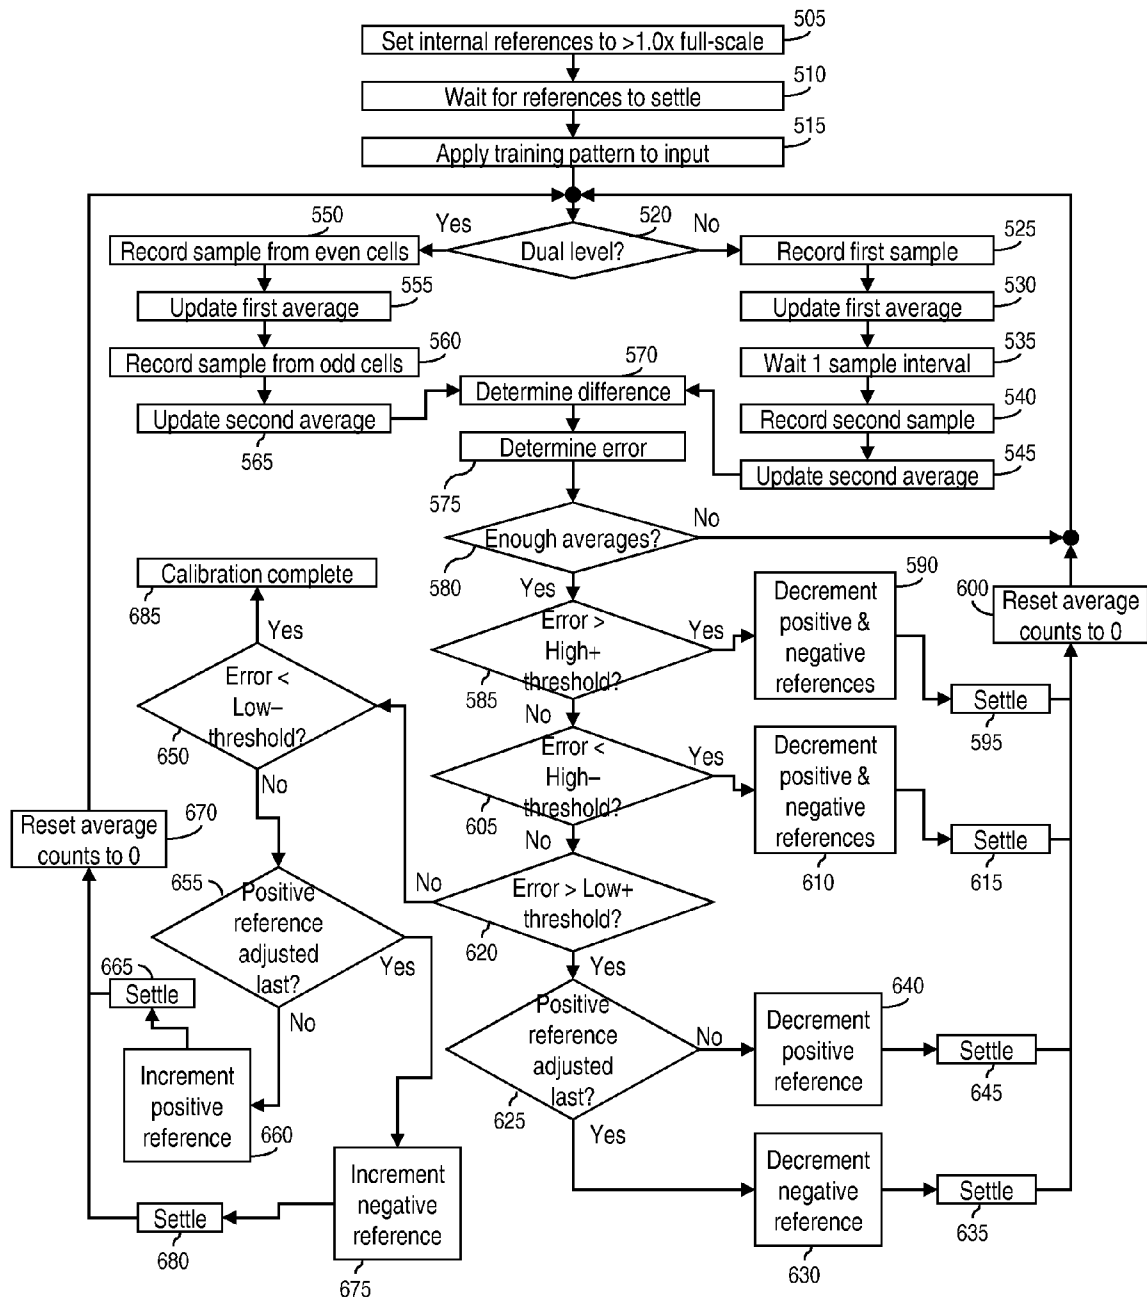 505
Set internal references to >1.0x full-scale
510
Wait for references to settle
515
Apply training pattern to input
550
Yes
520
No
Record sample from even cells
Dual level?
525
Record first sample
555
Update first average
530
Update first average
560
Record sample from odd cells
535
Wait 1 sample interval
570
Determine difference
540
Record second sample
Update second average
565
Determine error
575
545
Update second average
Enough averages?
No
580
Yes
Calibration complete
685
Yes
590
Decrement
positive &
negative
references
600
Reset average
counts to 0
Error >
High+
threshold?
Yes
585
No
Settle
595
Error <
Low–
threshold?
650
No
Error <
High–
threshold?
Yes
605
No
Decrement
positive &
negative
references
610
Settle
615
670
Reset average
counts to 0
655
Positive
reference
adjusted
last?
Yes
No
No
Error > Low+
threshold?
620
Yes
665
Settle
Increment
positive
reference
660
Positive
reference
adjusted
last?
No
625
Yes
640
Decrement
positive
reference
Settle
645
Increment
negative
reference
675
Settle
680
Decrement
negative
reference
630
Settle
635